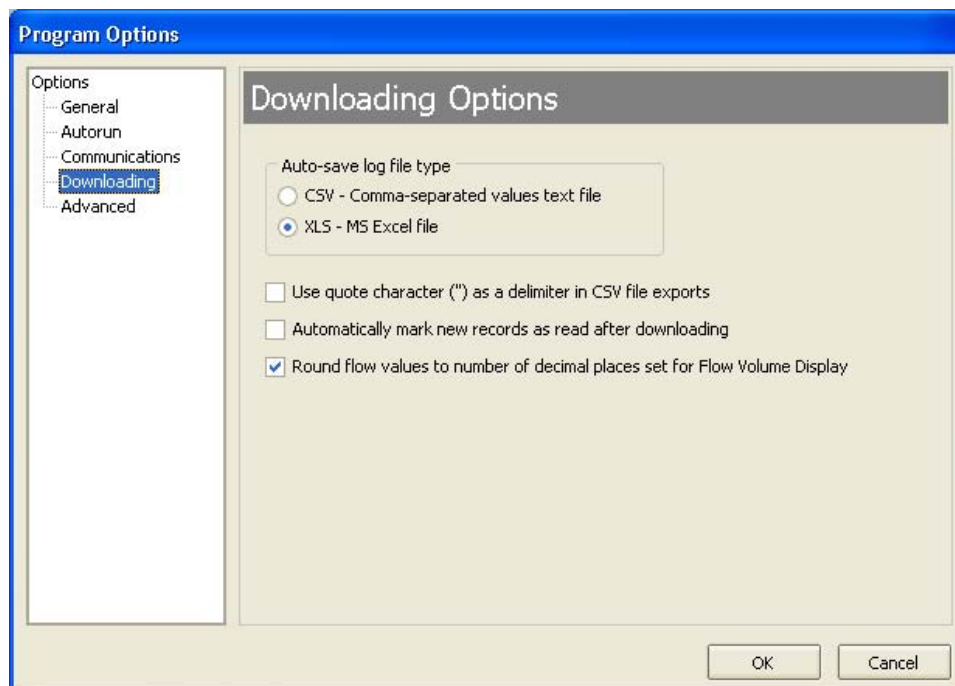 Program Options
Options
General
Autorun
Communications
Downloading
Advanced
Downloading Options
Auto-save log file type
CSV - Comma-separated values text file
XLS - MS Excel file
Use quote character (") as a delimiter in CSV file exports
Automatically mark new records as read after downloading
Round flow values to number of decimal places set for Flow Volume Display
OK
Cancel